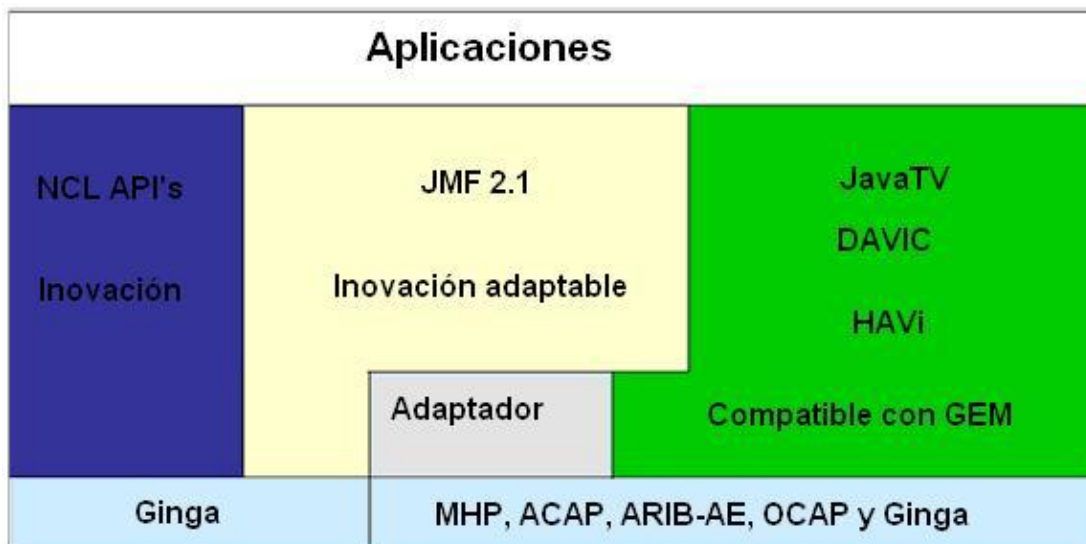 Aplicaciones
NCL API's
Inovación
JMF 2.1
Inovación adaptable
JavaTV
DAVIC
HAVi
Adaptador
Compatible con GEM
Ginga
MHP, ACAP, ARIB-AE, OCAP y Ginga